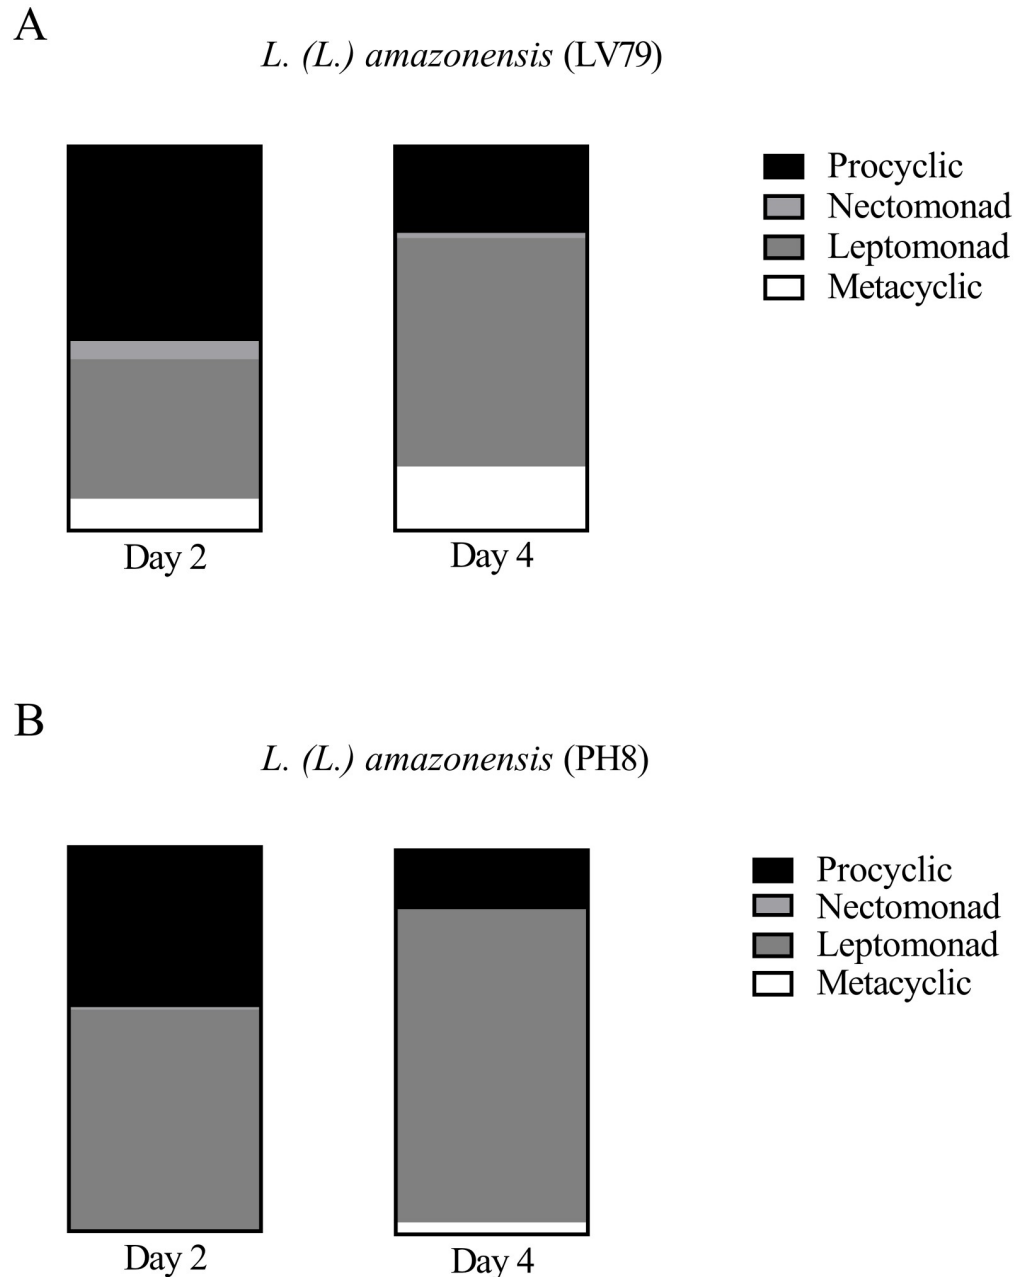 A
L. (L.) amazonensis (LV79)
Procyclic
Nectomonad
Leptomonad
Metacyclic
Day 2
Day 4
B
L. (L.) amazonensis (PH8)
Procyclic
Nectomonad
Leptomonad
Metacyclic
Day 2
Day 4